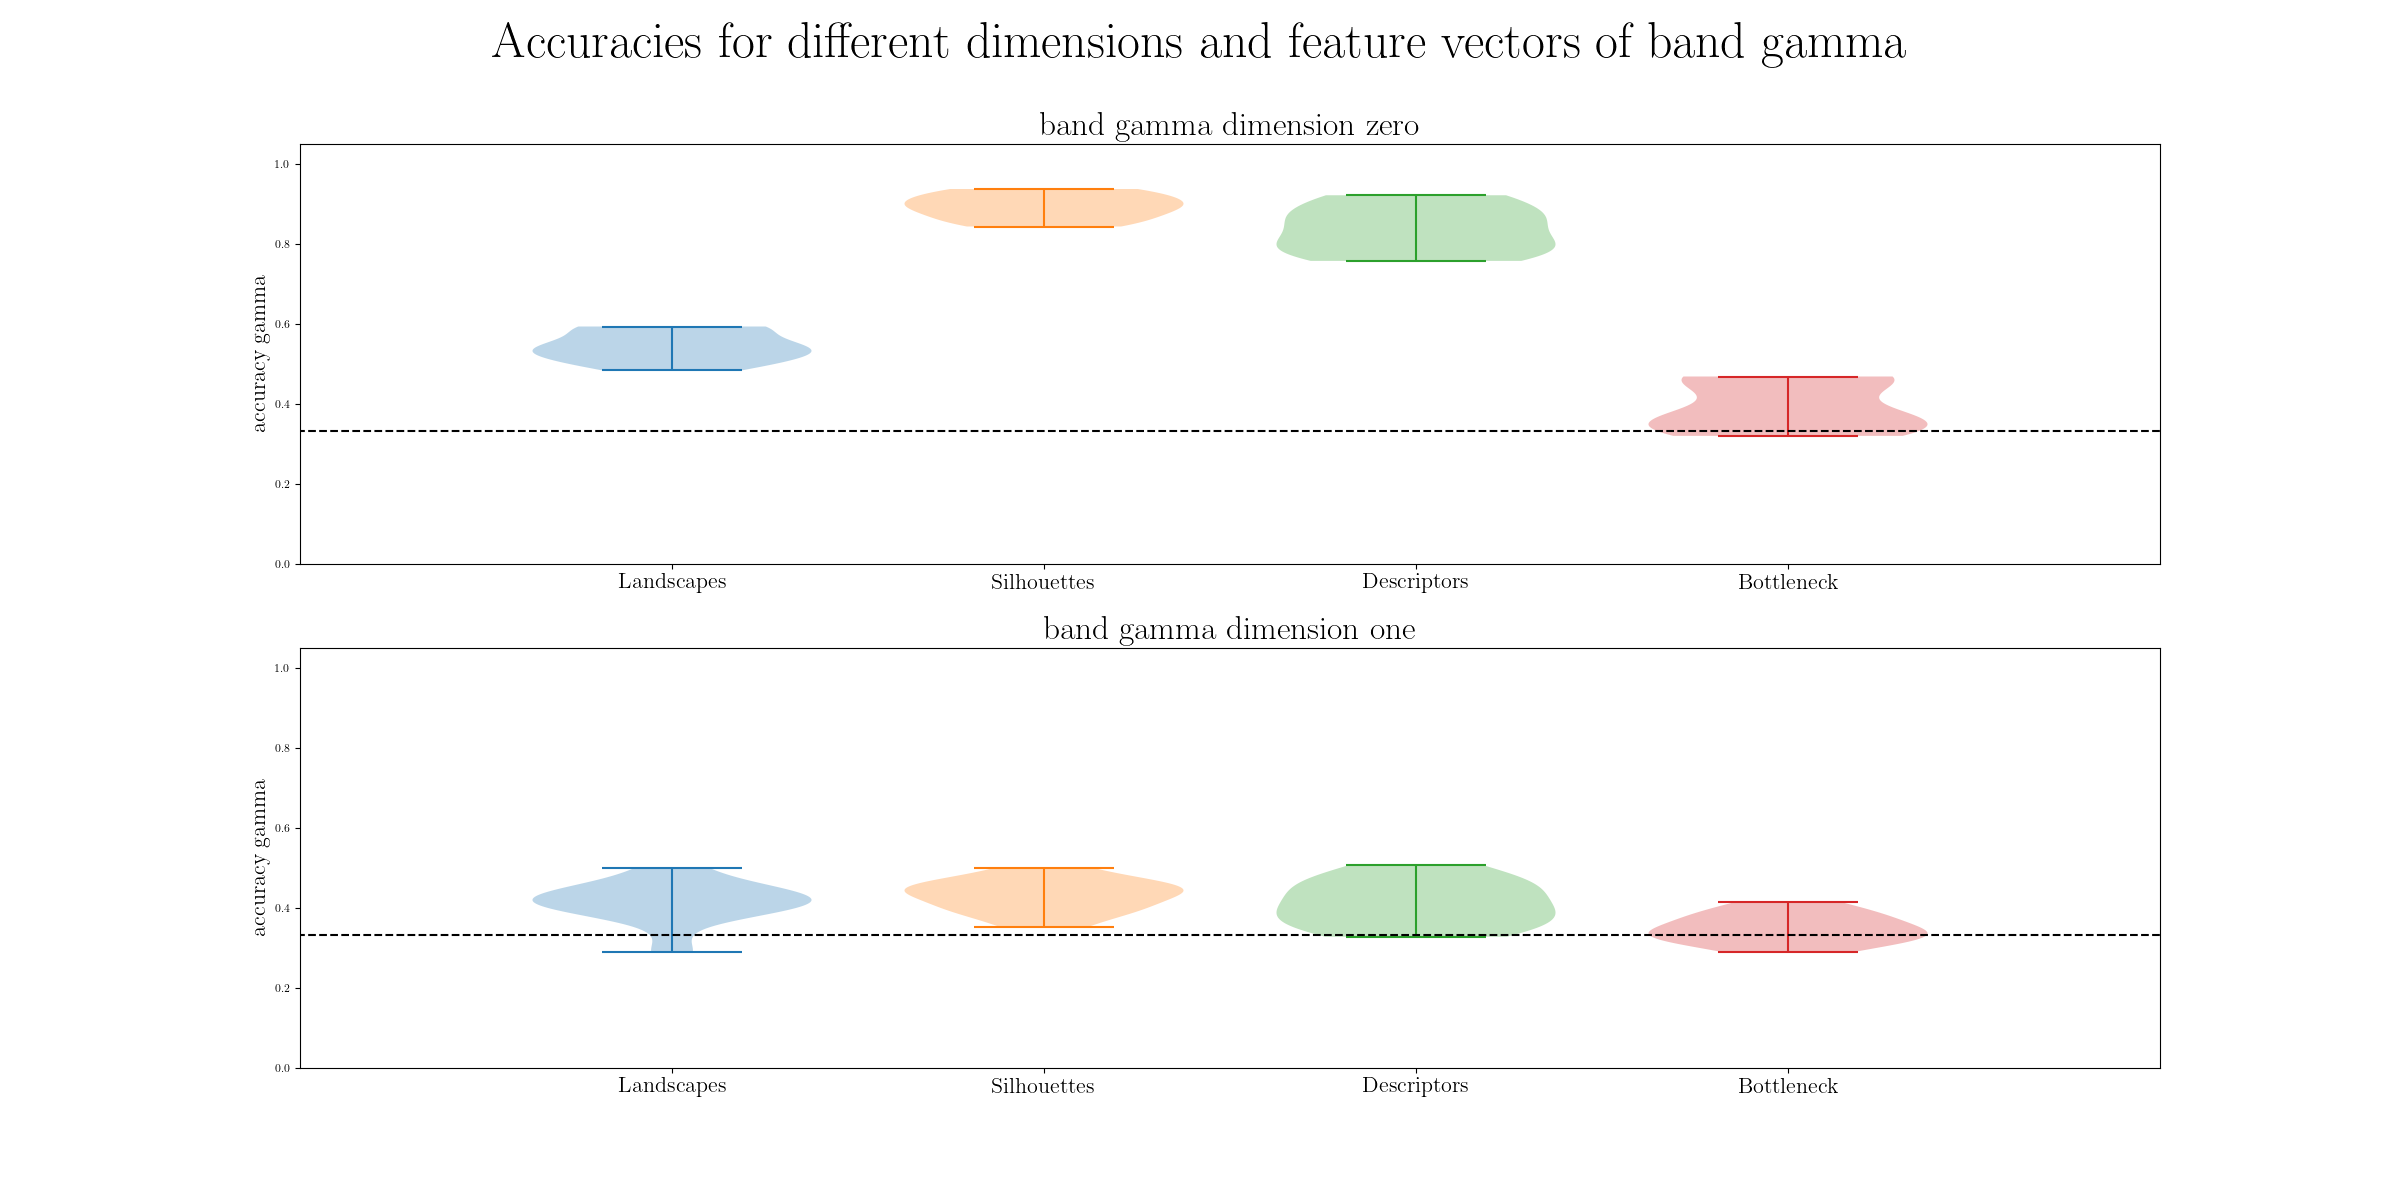 Accuracies for different dimensions and feature vectors of band gamma
band gamma dimension zero
accuracy gamma
1.0
0.8
0.6
0.4
0.2
0.0
Landscapes Silhouettes Descriptors Bottleneck
band gamma dimension one
accuracy gamma
1.0
0.8
0.6
0.4
0.2
0.0
Landscapes Silhouettes Descriptors Bottleneck